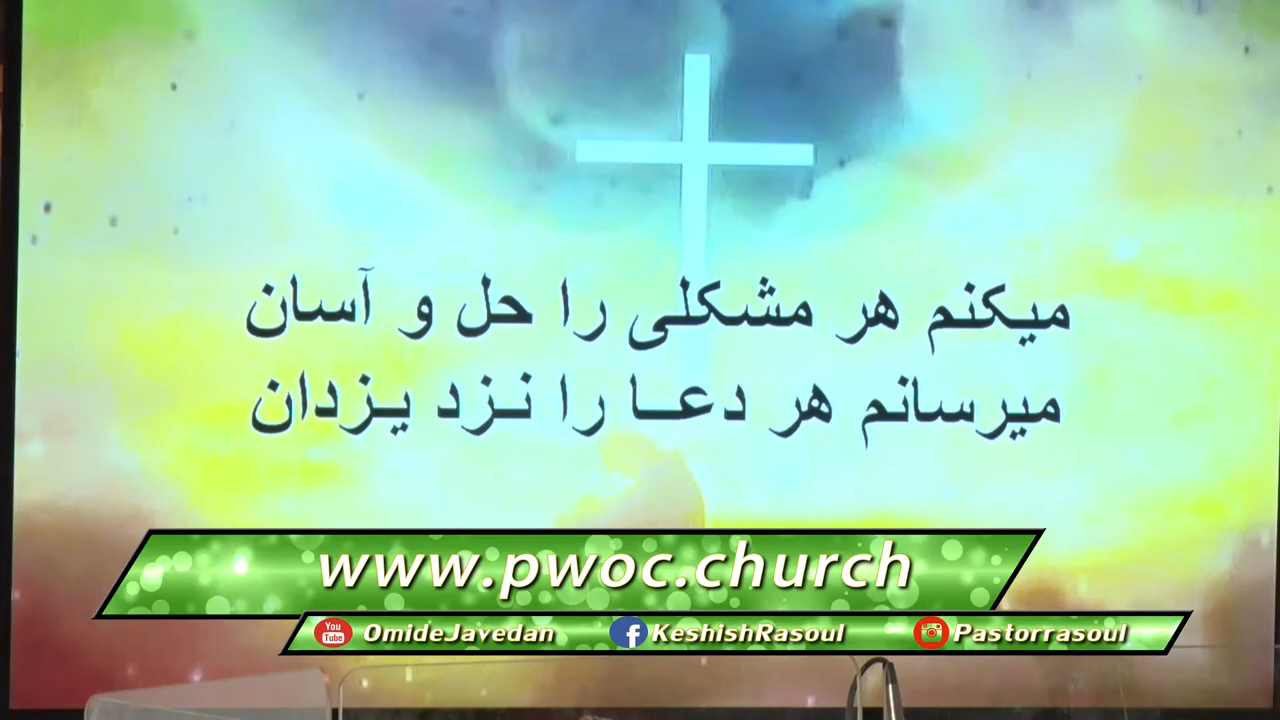 میکنم هر مشکلی را حل و آسان
میرسانم هر دعـا را نـزد یـزدان
www.pwoc.church
You Tube OmideJavedan f KeshishRasoul Pastorrasoul